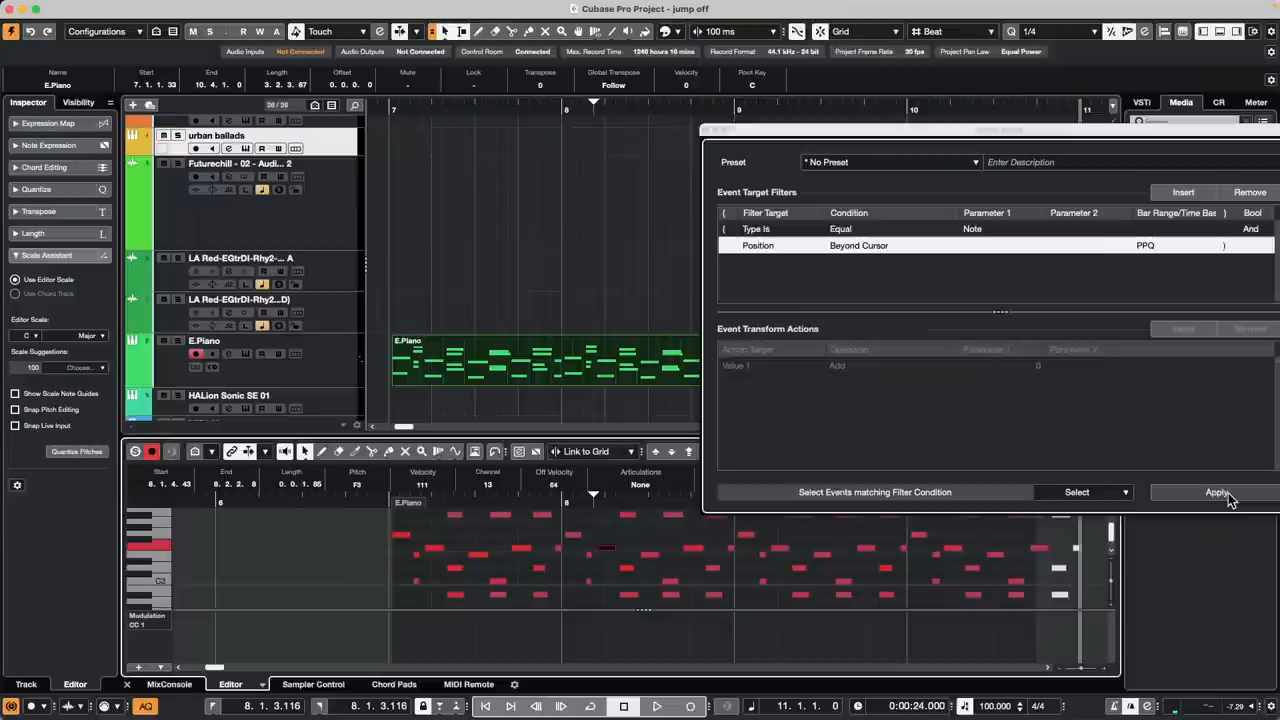 Cubase Pro Project - jump off
Configurations M S L R W A Touch 100 ms Grid Beat Q 1/4
Audio Inputs Not Connected Audio Outputs Not Connected Control Room Connected Max. Record Time 1246 hours 16 mins Record Format 44.1 kHz - 24 bit Project Frame Rate 30 fps Project Pan Law Equal Power
Name Start End Length Offset Mute Lock Transpose Global Transpose Velocity Root Key
E.Piano 7. 1. 1. 33 10. 4. 1. 0 3. 2. 3. 87 0. 0. 0. 0 - - 0 Follow 0 -
Inspector Visibility 26/26 7 8 9 10 11 VSTi Media CR Meter
Expression Map
Note Expression
Chord Editing
Quantize
Transpose
Length
Scale Assistant
Use Editor Scale
Use Chord Track
Editor Scale:
C Major
Scale Suggestions:
100 Choose...
Show Scale Note Guides
Snap Pitch Editing
Snap Live Input
Quantize Pitches
urban ballads
Futurechill - 02 - Audi... 2
LA Red-EGtrDI-Rhy2-... A
LA Red-EGtrDI-Rhy2...D)
E.Piano
HALion Sonic SE 01
E.Piano
Preset * No Preset Enter Description
Event Target Filters Insert Remove
( Filter Target Condition Parameter 1 Parameter 2 Bar Range/Time Bas ) Bool
( Type Is Equal Note And
Position Beyond Cursor PPQ )
Event Transform Actions Insert Remove
Action Target Operation Parameter 1 Parameter 2
Value 1 Add 0
Select Events matching Filter Condition Select Apply
Link to Grid
Start End Length Pitch Velocity Channel Off Velocity Articulations
8. 1. 4. 43 8. 2. 2. 8 0. 0. 1. 85 F3 111 13 64 None
6 E.Piano 8
C3
Modulation
CC 1
Track Editor MixConsole Editor Sampler Control Chord Pads MIDI Remote
AQ 8. 1. 3.116 8. 1. 3.116 11. 1. 1. 0 0:00:24.000 100.000 4/4 -7.29